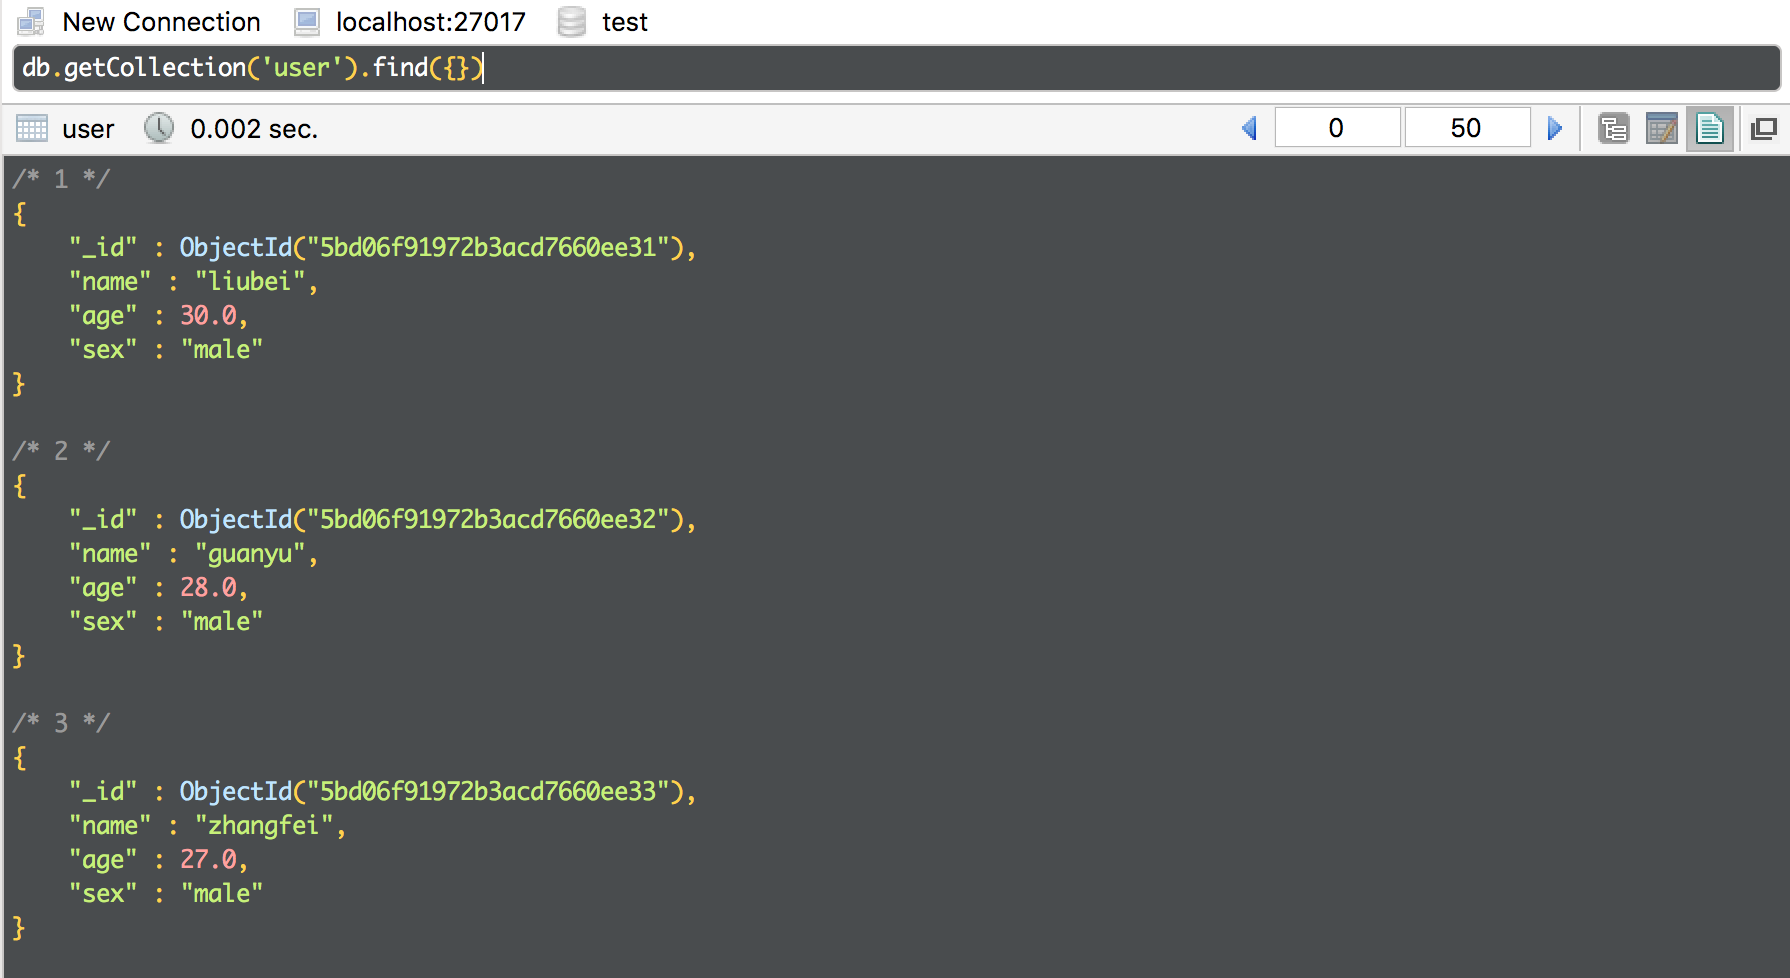 New Connection localhost:27017 test
db.getCollection('user').find({})
user 0.002 sec. 0 50
/* 1 */
{
    "_id" : ObjectId("5bd06f91972b3acd7660ee31"),
    "name" : "liubei",
    "age" : 30.0,
    "sex" : "male"
}
/* 2 */
{
    "_id" : ObjectId("5bd06f91972b3acd7660ee32"),
    "name" : "guanyu",
    "age" : 28.0,
    "sex" : "male"
}
/* 3 */
{
    "_id" : ObjectId("5bd06f91972b3acd7660ee33"),
    "name" : "zhangfei",
    "age" : 27.0,
    "sex" : "male"
}